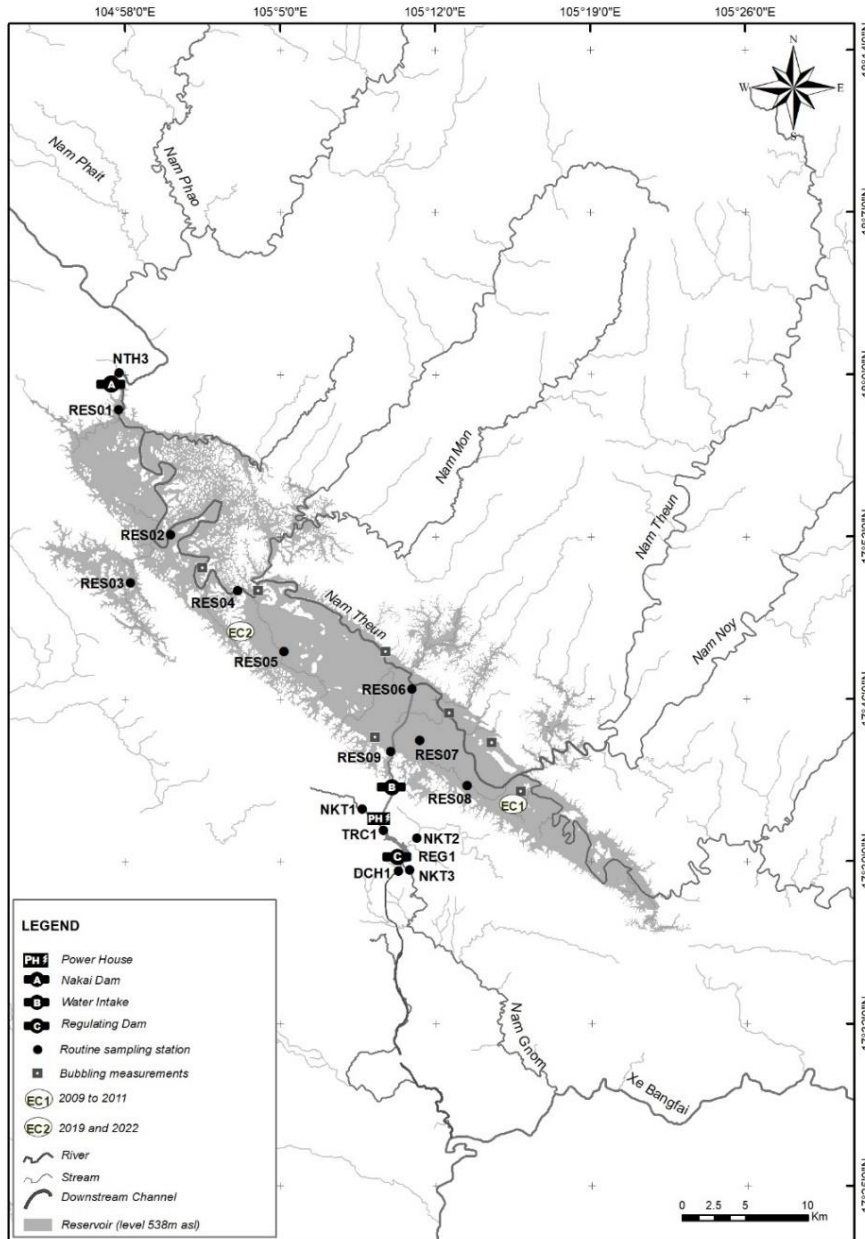 104°58'0"E
105°5'0"E
105°12'0"E
105°19'0"E
105°26'0"E
N
W
E
S
Nam Phait
Nam Phao
NTH3
A
RES01
Nam Mon
RES02
Nam Theun
RES03
RES04
Nam Theun
EC2
RES05
Nam Noy
RES06
RES07
RES09
B
RES08
EC1
NKT1
PH
TRC1
NKT2
C
REG1
DCH1
NKT3
Nam Gnom
Xe Bangfai
LEGEND
PH Power House
A Nakai Dam
B Water Intake
C Regulating Dam
Routine sampling station
Bubbling measurements
EC1 2009 to 2011
EC2 2019 and 2022
River
Stream
Downstream Channel
Reservoir (level 538m asl)
0 2.5 5 10
Km